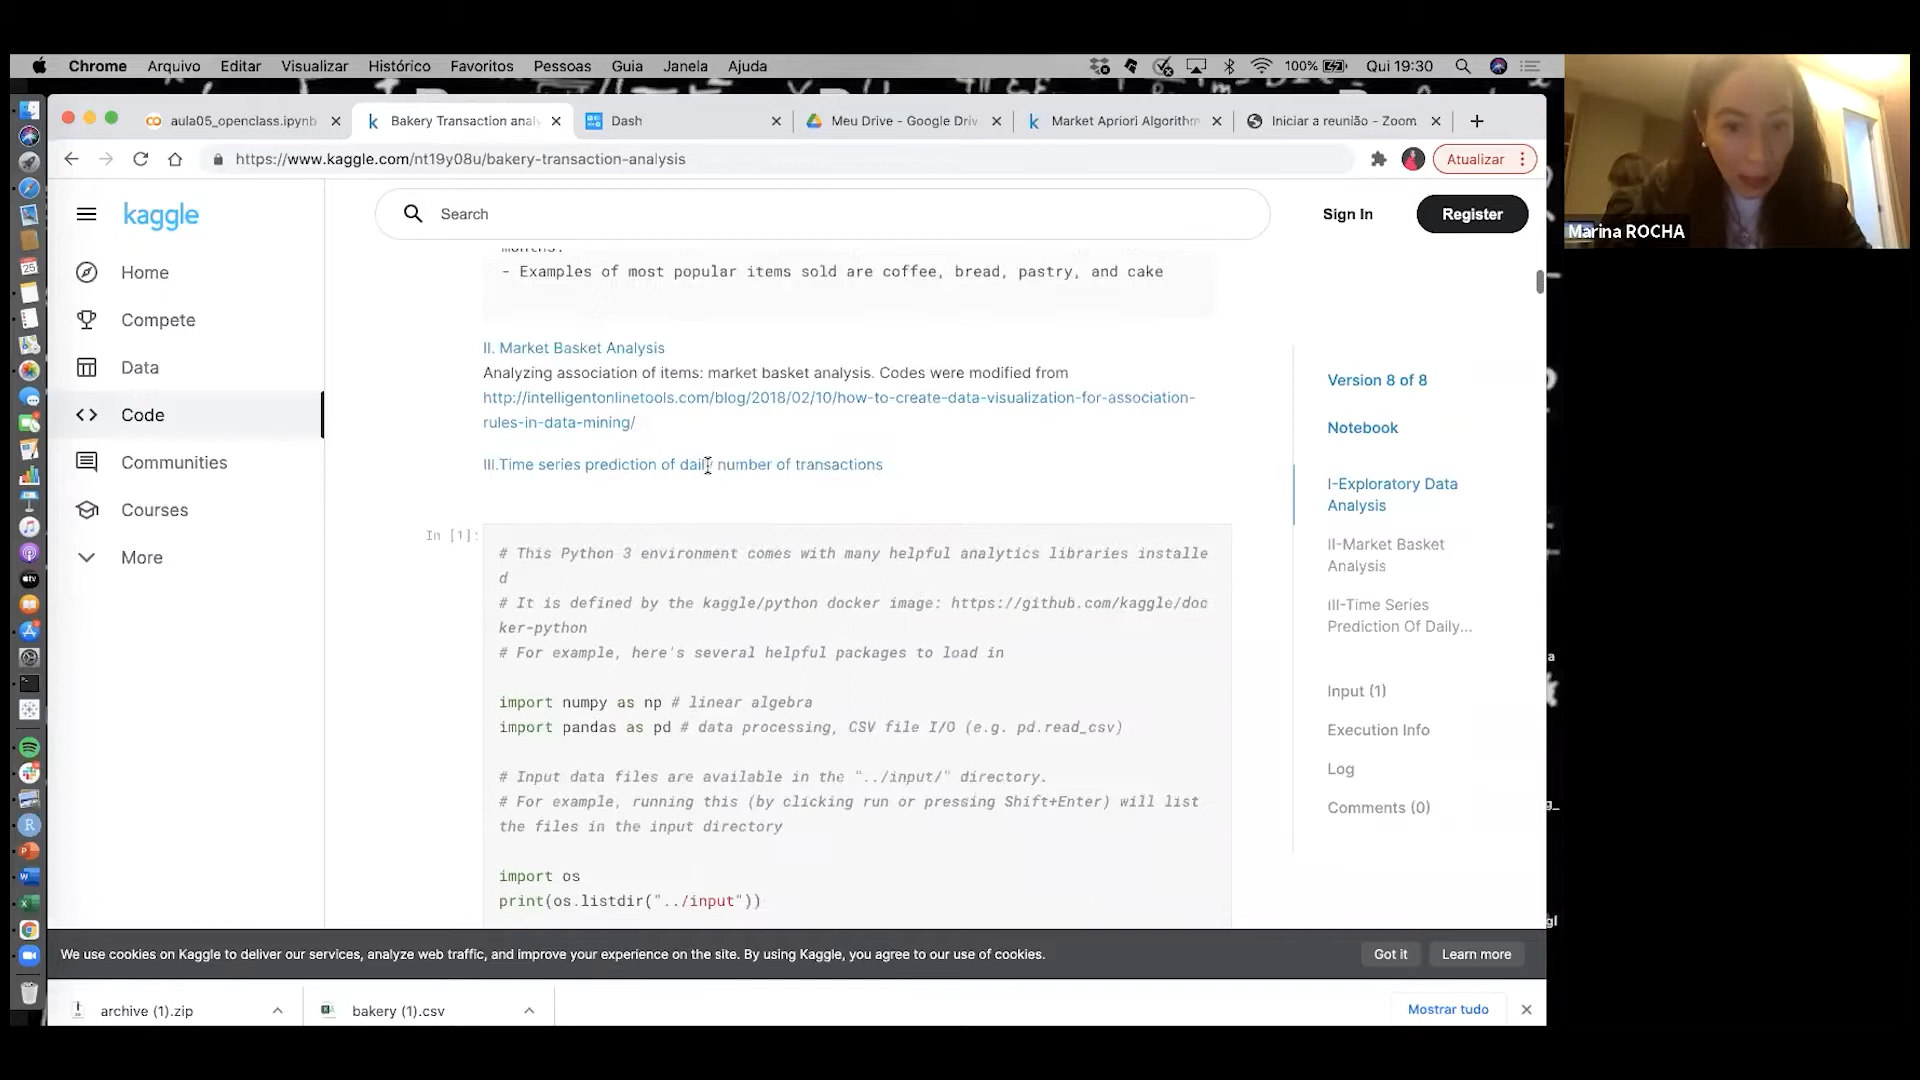 Chrome Arquivo Editar Visualizar Histórico Favoritos Pessoas Guia Janela Ajuda 100% Qui 19:30
aula05_openclass.ipynb
Bakery Transaction anal
Dash
Meu Drive - Google Driv
Market Apriori Algorithm
Iniciar a reunião - Zoom
https://www.kaggle.com/nt19y08u/bakery-transaction-analysis
Atualizar
kaggle
Search
Sign In
Register
Home
Compete
Data
Code
Communities
Courses
More
months.
- Examples of most popular items sold are coffee, bread, pastry, and cake
II. Market Basket Analysis
Analyzing association of items: market basket analysis. Codes were modified from
http://intelligentonlinetools.com/blog/2018/02/10/how-to-create-data-visualization-for-association-
rules-in-data-mining/
III.Time series prediction of daily number of transactions
In [1]:
# This Python 3 environment comes with many helpful analytics libraries installe
d
# It is defined by the kaggle/python docker image: https://github.com/kaggle/doc
ker-python
# For example, here's several helpful packages to load in
import numpy as np # linear algebra
import pandas as pd # data processing, CSV file I/O (e.g. pd.read_csv)
# Input data files are available in the "../input/" directory.
# For example, running this (by clicking run or pressing Shift+Enter) will list
the files in the input directory
import os
print(os.listdir("../input"))
Version 8 of 8
Notebook
I-Exploratory Data
Analysis
II-Market Basket
Analysis
III-Time Series
Prediction Of Daily...
Input (1)
Execution Info
Log
Comments (0)
We use cookies on Kaggle to deliver our services, analyze web traffic, and improve your experience on the site. By using Kaggle, you agree to our use of cookies.
Got it
Learn more
archive (1).zip
bakery (1).csv
Mostrar tudo
Marina ROCHA